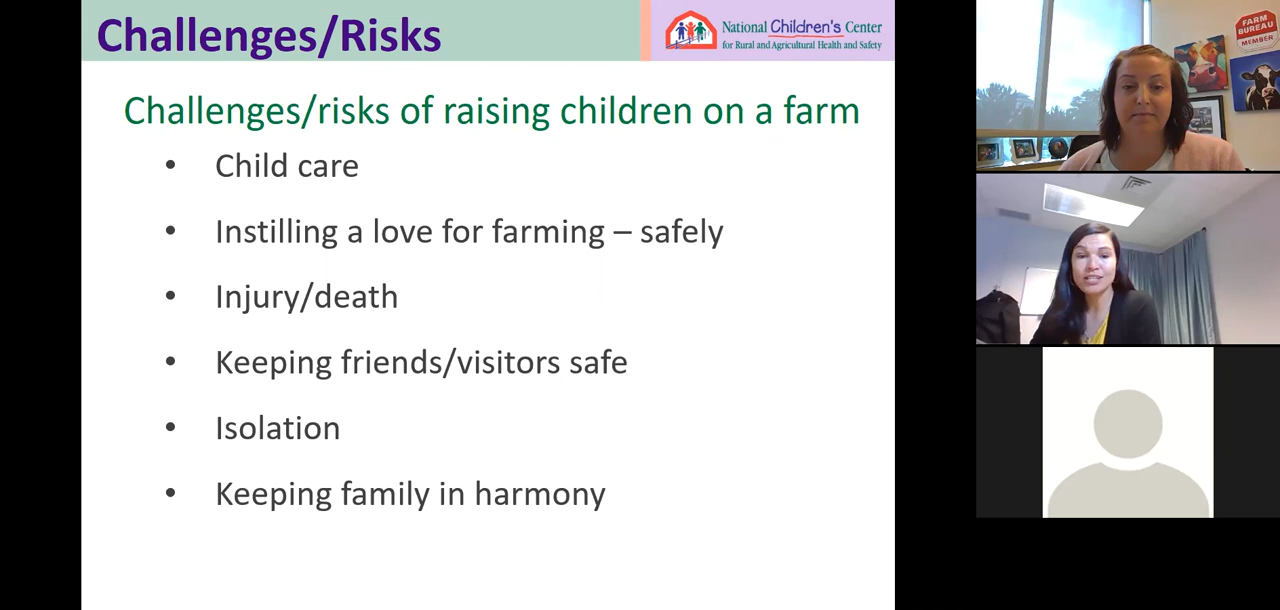 Challenges/Risks
National Children's Center
for Rural and Agricultural Health and Safety
Challenges/risks of raising children on a farm
• Child care
• Instilling a love for farming – safely
• Injury/death
• Keeping friends/visitors safe
• Isolation
• Keeping family in harmony
FARM
BUREAU
MEMBER